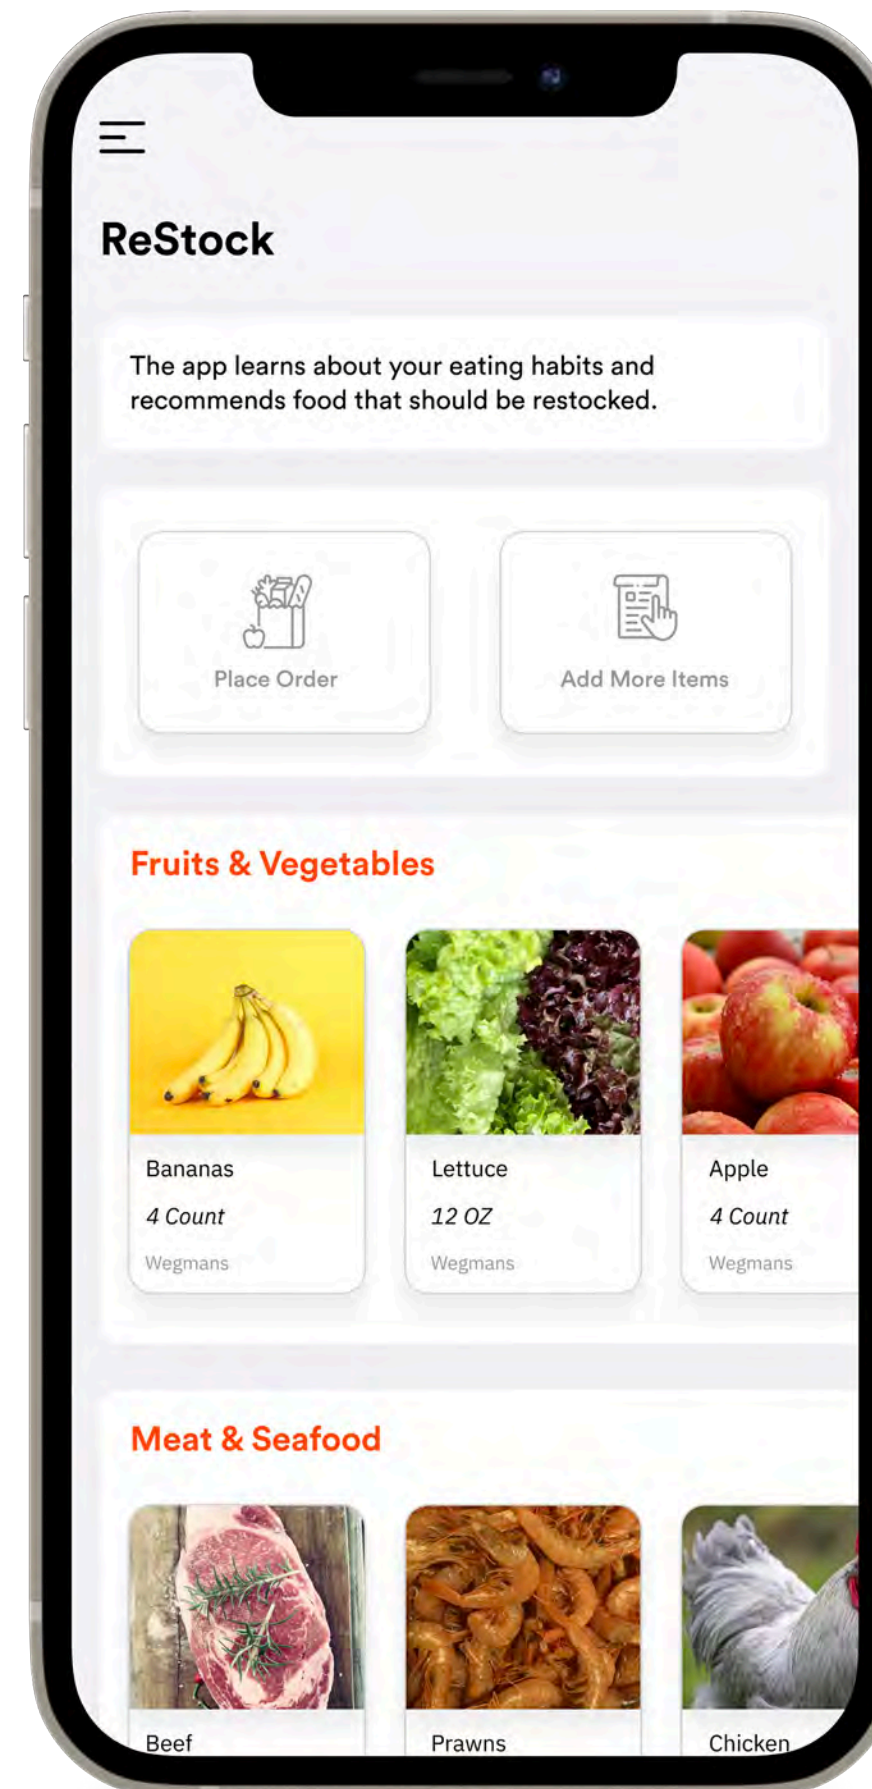 ReStock
The app learns about your eating habits and
recommends food that should be restocked.
Place Order
Add More Items
Fruits & Vegetables
Bananas
4 Count
Wegmans
Lettuce
12 OZ
Wegmans
Apple
4 Count
Wegmans
Meat & Seafood
Beef
Prawns
Chicken